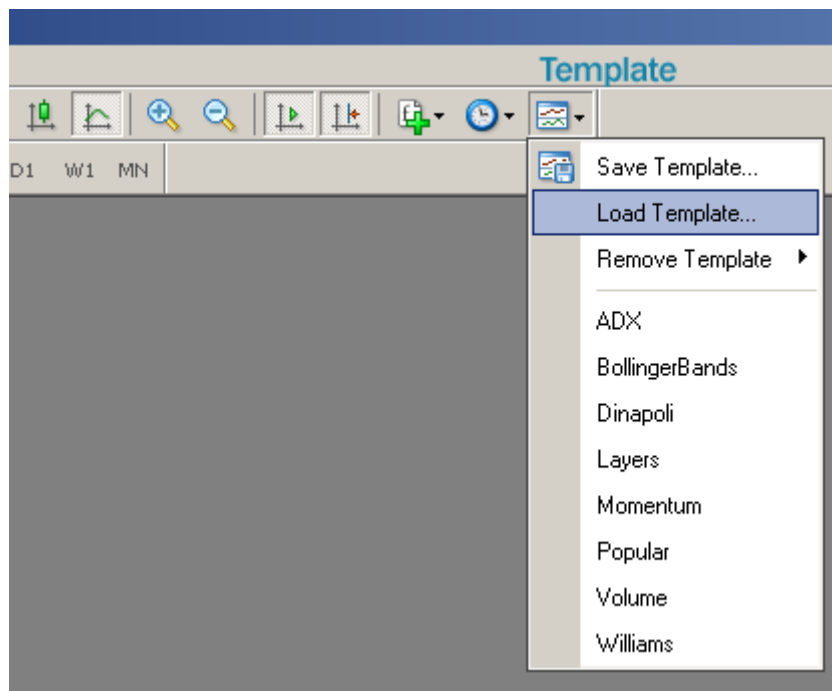 Template
D1 W1 MN
Save Template...
Load Template...
Remove Template
ADX
BollingerBands
Dinapoli
Layers
Momentum
Popular
Volume
Williams